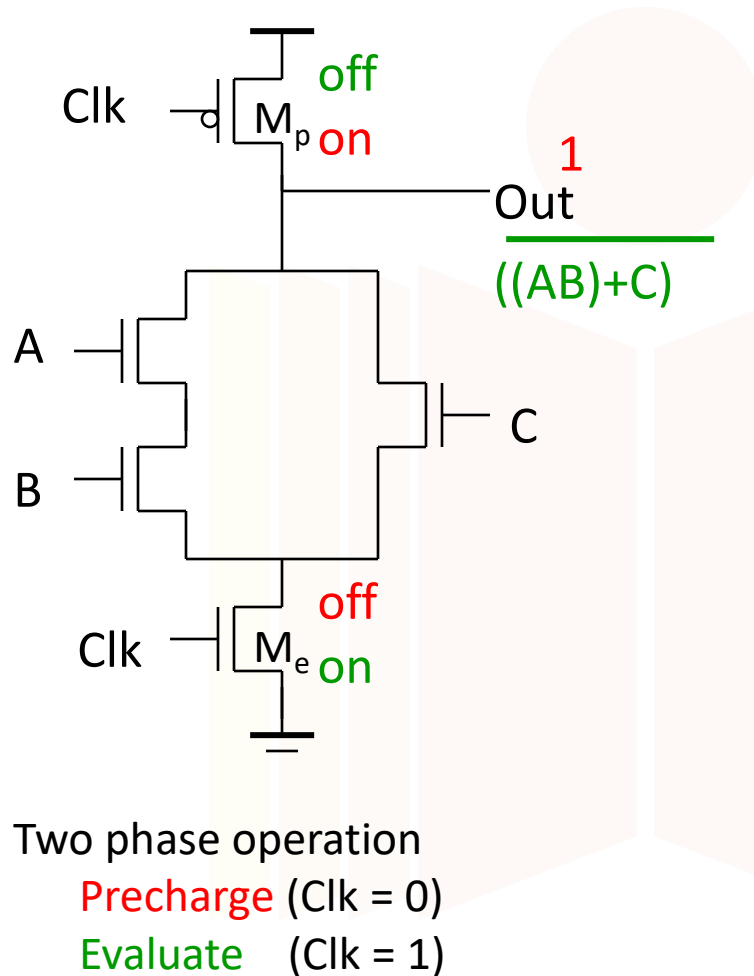 off
Clk
Mp
on
1
Out
((AB)+C)
A
C
B
off
Clk
Me
on
Two phase operation
Precharge (Clk = 0)
Evaluate (Clk = 1)